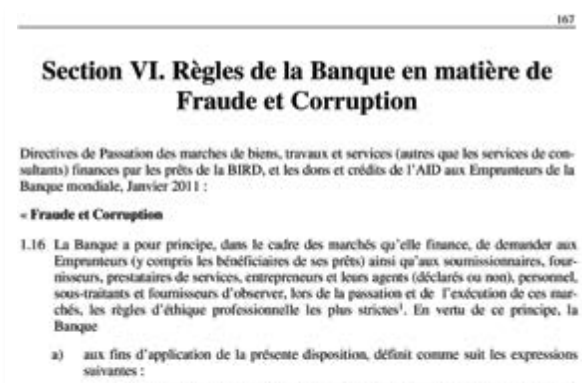 167
Section VI. Règles de la Banque en matière de
Fraude et Corruption
Directives de Passation des marches de biens, travaux et services (autres que les services de con-
sultants) finances par les prêts de la BIRD, et les dons et crédits de l'AID aux Emprunteurs de la
Banque mondiale, Janvier 2011 :
« Fraude et Corruption
1.16 La Banque a pour principe, dans le cadre des marchés qu'elle finance, de demander aux
Emprunteurs (y compris les bénéficiaires de ses prêts) ainsi qu'aux soumissionnaires, four-
nisseurs, prestataires de services, entrepreneurs et leurs agents (déclarés ou non), personnel,
sous-traitants et fournisseurs d'observer, lors de la passation et de l'exécution de ces mar-
chés, les règles d'éthique professionnelle les plus strictes¹. En vertu de ce principe, la
Banque
a) aux fins d'application de la présente disposition, définit comme suit les expressions
suivantes :